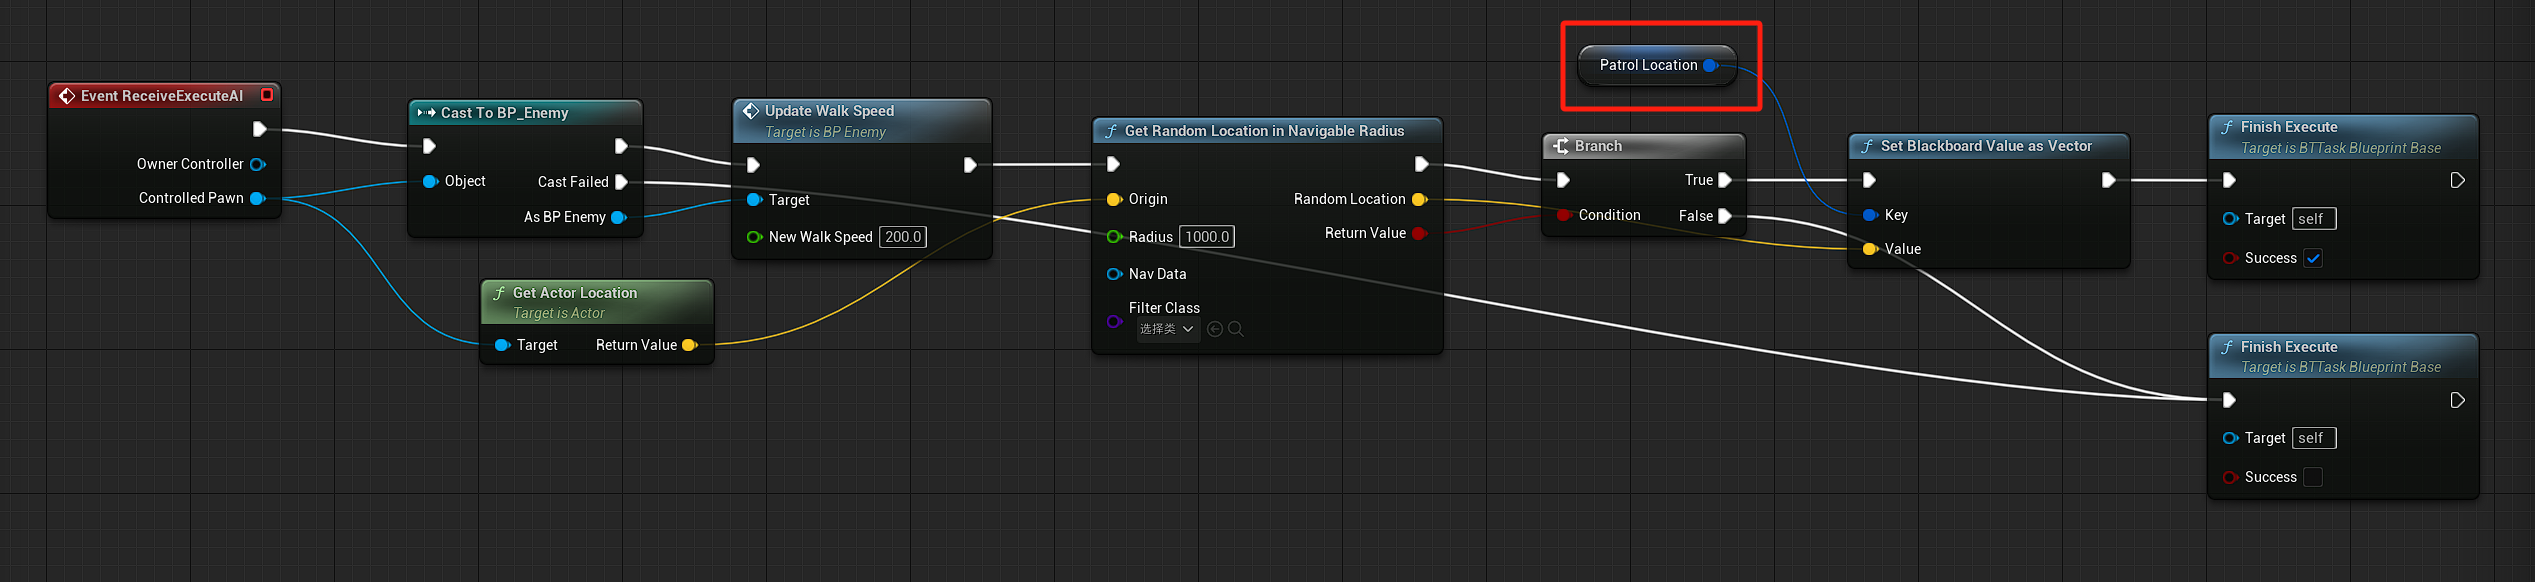 Event ReceiveExecuteAI
Owner Controller
Controlled Pawn
Cast To BP_Enemy
Object
Cast Failed
As BP Enemy
Get Actor Location
Target is Actor
Target
Return Value
Update Walk Speed
Target is BP Enemy
Target
New Walk Speed 200.0
Get Random Location in Navigable Radius
Origin
Random Location
Radius 1000.0
Return Value
Nav Data
Filter Class
选择类
Patrol Location
Branch
True
Condition
False
Set Blackboard Value as Vector
Key
Value
Finish Execute
Target is BTTask Blueprint Base
Target self
Success
Finish Execute
Target is BTTask Blueprint Base
Target self
Success